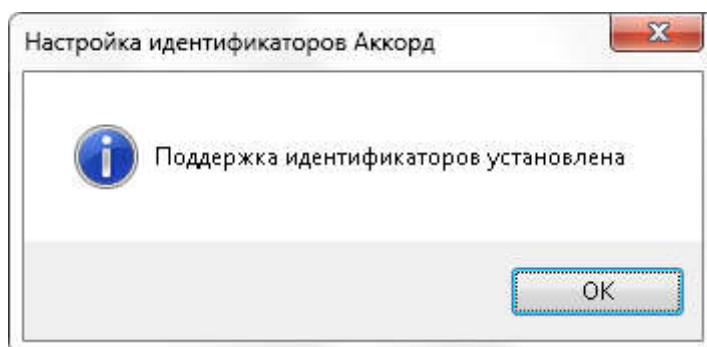 Настройка идентификаторов Аккорд
Поддержка идентификаторов установлена
OK